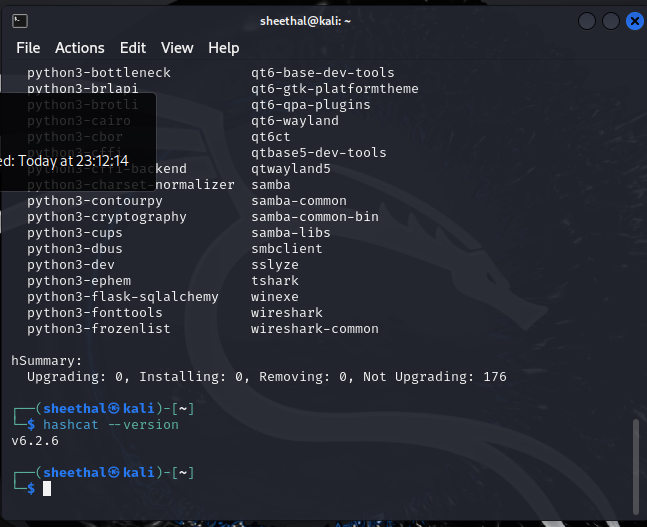 sheethal@kali: ~
File Actions Edit View Help
python3-bottleneck qt6-base-dev-tools
python3-brlapi qt6-gtk-platformtheme
python3-brotli qt6-qpa-plugins
python3-cairo qt6-wayland
python3-cbor qt6ct
python3-cffi qtbase5-dev-tools
ed: Today at 23:12:14
python3-cffi-backend qtwayland5
python3-charset-normalizer samba
python3-contourpy samba-common
python3-cryptography samba-common-bin
python3-cups samba-libs
python3-dbus smbclient
python3-dev sslyze
python3-ephem tshark
python3-flask-sqlalchemy winexe
python3-fonttools wireshark
python3-frozenlist wireshark-common
hSummary:
Upgrading: 0, Installing: 0, Removing: 0, Not Upgrading: 176
┌──(sheethal㉿kali)-[~]
└─$ hashcat --version
v6.2.6
┌──(sheethal㉿kali)-[~]
└─$